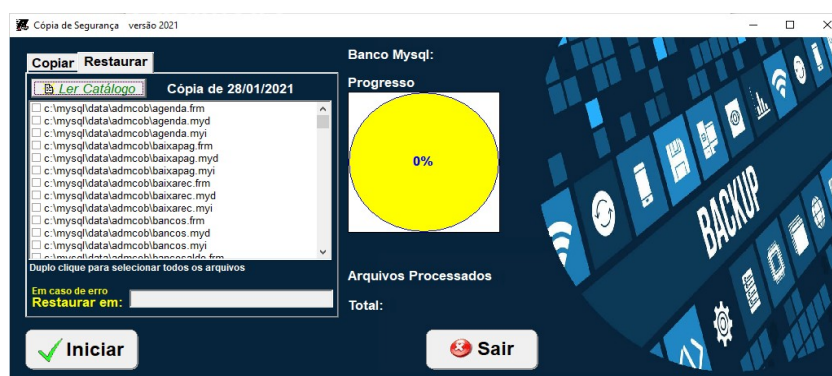 Cópia de Segurança versão 2021
Copiar Restaurar
Ler Catálogo Cópia de 28/01/2021
c:\mysql\data\admcob\agenda.frm
c:\mysql\data\admcob\agenda.myd
c:\mysql\data\admcob\agenda.myi
c:\mysql\data\admcob\baixapag.frm
c:\mysql\data\admcob\baixapag.myd
c:\mysql\data\admcob\baixapag.myi
c:\mysql\data\admcob\baixarec.frm
c:\mysql\data\admcob\baixarec.myd
c:\mysql\data\admcob\baixarec.myi
c:\mysql\data\admcob\bancos.frm
c:\mysql\data\admcob\bancos.myd
c:\mysql\data\admcob\bancos.myi
c:\mysql\data\admcob\bancosaldo.frm
Duplo clique para selecionar todos os arquivos
Em caso de erro
Restaurar em:
Iniciar
Banco Mysql:
Progresso
0%
Arquivos Processados
Total:
Sair
BACKUP